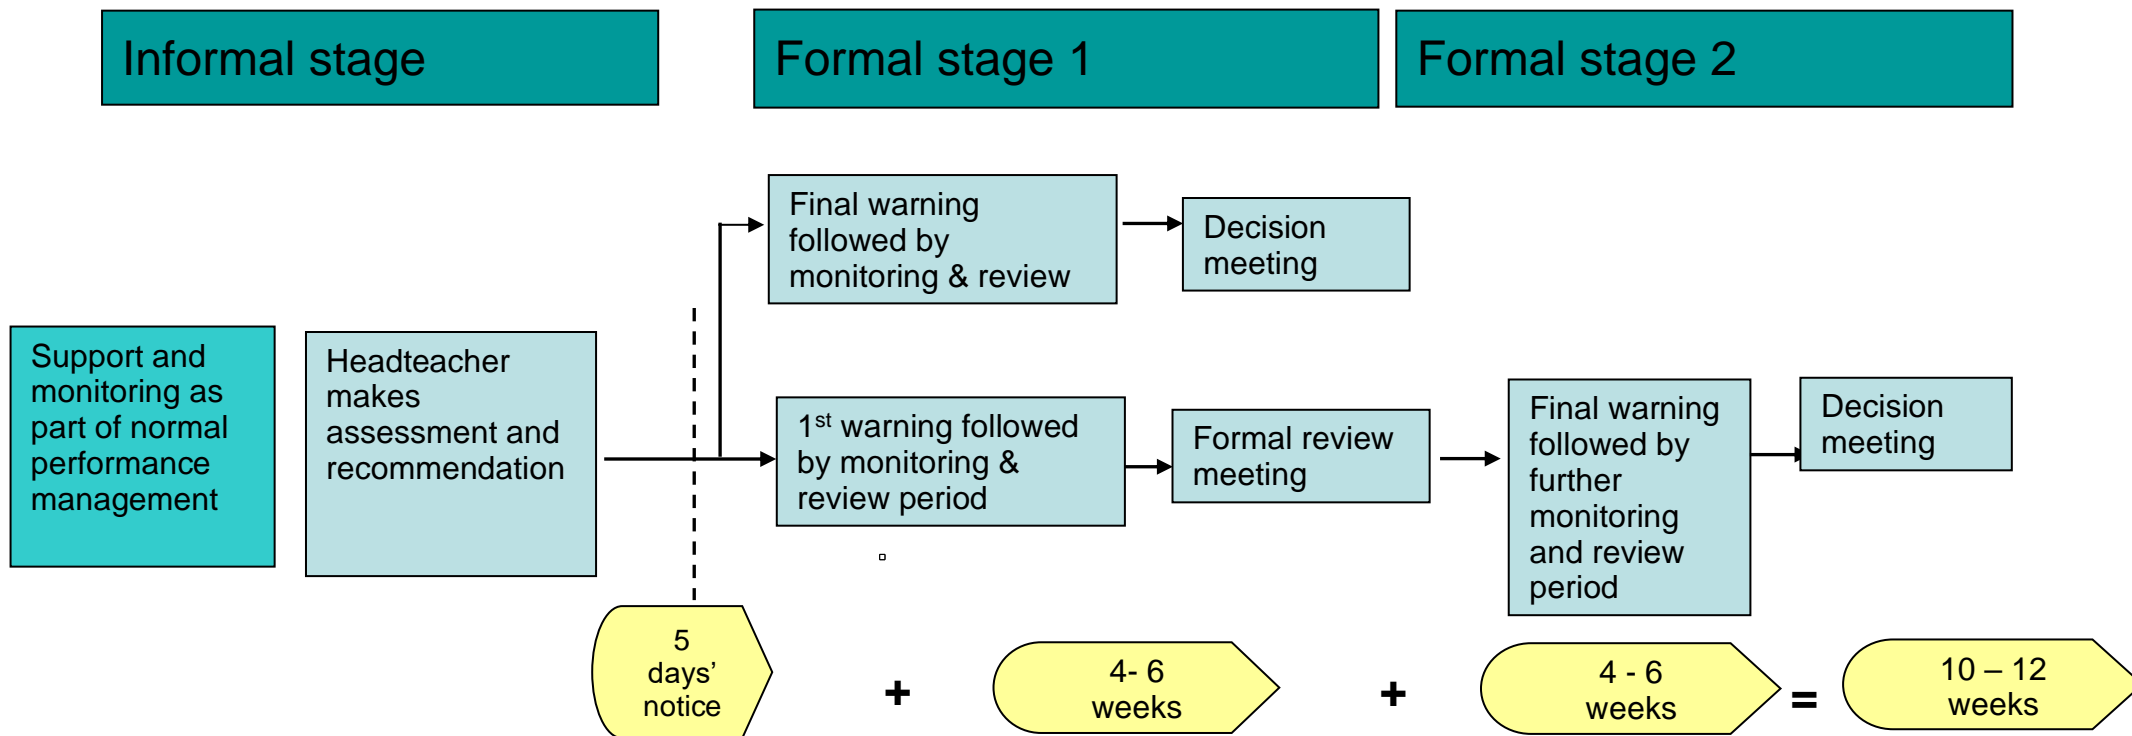 Informal stage
Formal stage 1
Formal stage 2
Final warning
followed by
monitoring & review
Decision
meeting
Support and
monitoring as
part of normal
performance
management
Headteacher
makes
assessment and
recommendation
1st warning followed
by monitoring &
review period
Formal review
meeting
Final warning
followed by
further
monitoring
and review
period
Decision
meeting
5
days’
notice
+
4- 6
weeks
+
4 - 6
weeks
=
10 – 12
weeks